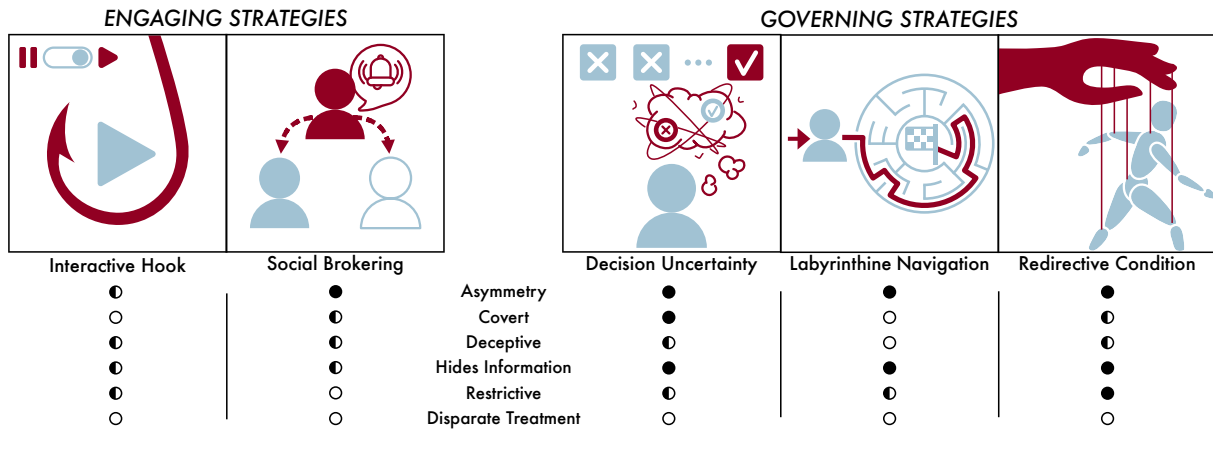 ENGAGING STRATEGIES
GOVERNING STRATEGIES
Interactive Hook
Social Brokering
Decision Uncertainty
Labyrinthine Navigation
Redirective Condition
Asymmetry
Covert
Deceptive
Hides Information
Restrictive
Disparate Treatment